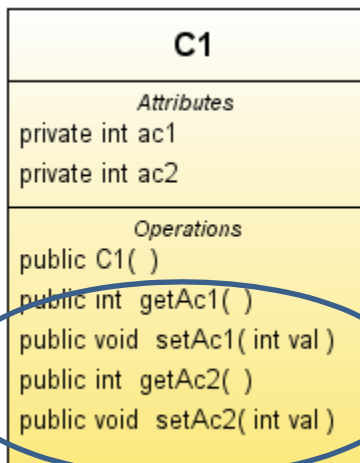 C1
Attributes
private int ac1
private int ac2
Operations
public C1( )
public int getAc1( )
public void setAc1( int val )
public int getAc2( )
public void setAc2( int val )